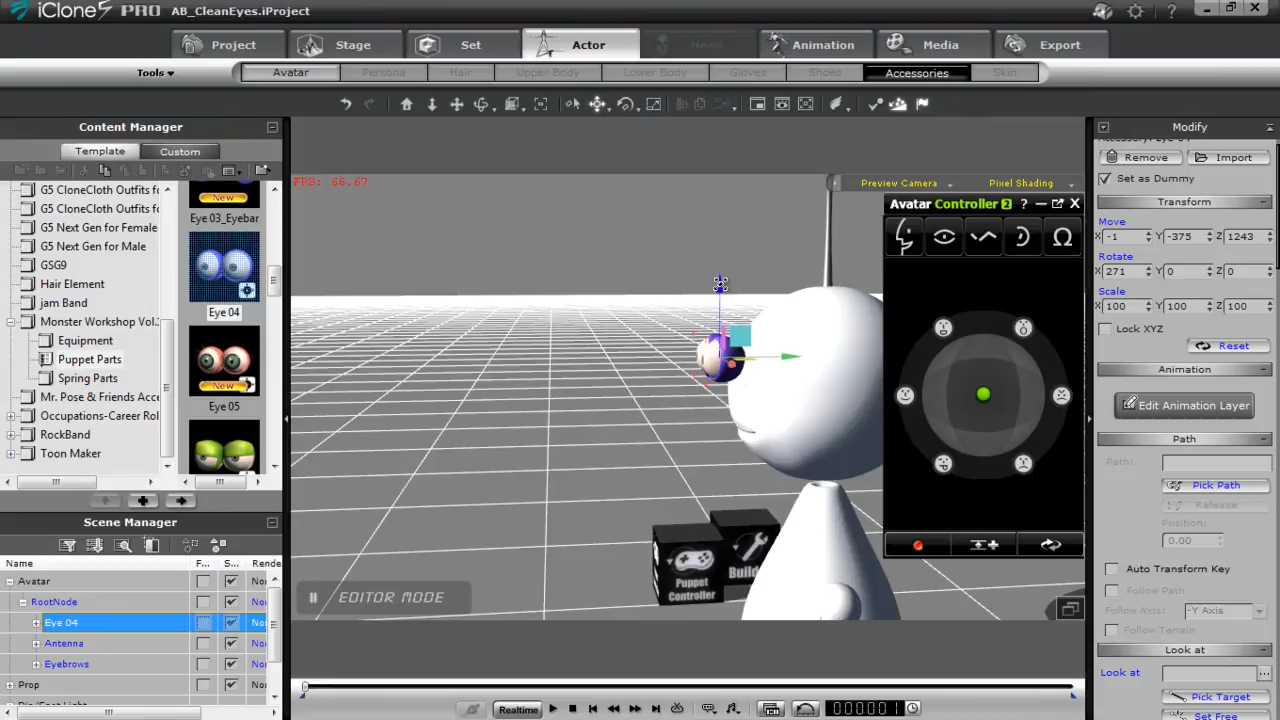 iClone5 PRO AB_CleanEyes.iProject
Project Stage Set Actor Animation Media Export
Tools Avatar Persona Hair Upper Body Lower Body Gloves Shoes Accessories Skin
Content Manager
Template Custom
G5 CloneCloth Outfits fo
G5 CloneCloth Outfits fo
G5 Next Gen for Female
G5 Next Gen for Male
GSG9
Hair Element
jam Band
Monster Workshop Vol.
Equipment
Puppet Parts
Spring Parts
Mr. Pose & Friends Acce
Occupations-Career Rol
RockBand
Toon Maker
New
Eye 03_Eyebar
Eye 04
New
Eye 05
Scene Manager
Name F... S... Rende
Avatar Nor
RootNode Nor
Eye 04 Nor
Antenna Nor
Eyebrows Nor
Prop Nor
FPS: 66.67
Preview Camera Pixel Shading
Avatar Controller 2 ?
Puppet Controller
Build
EDITOR MODE
Realtime 00000 1
Modify
Remove Import
Set as Dummy
Transform
Move
X -1 Y -375 Z 1243
Rotate
X 271 Y 0 Z 0
Scale
X 100 Y 100 Z 100
Lock XYZ
Reset
Animation
Edit Animation Layer
Path
Path:
Pick Path
Release
Position:
0.00
Auto Transform Key
Follow Path
Follow Axis: -Y Axis
Follow Terrain
Look at
Look at ...
Pick Target
Set Free